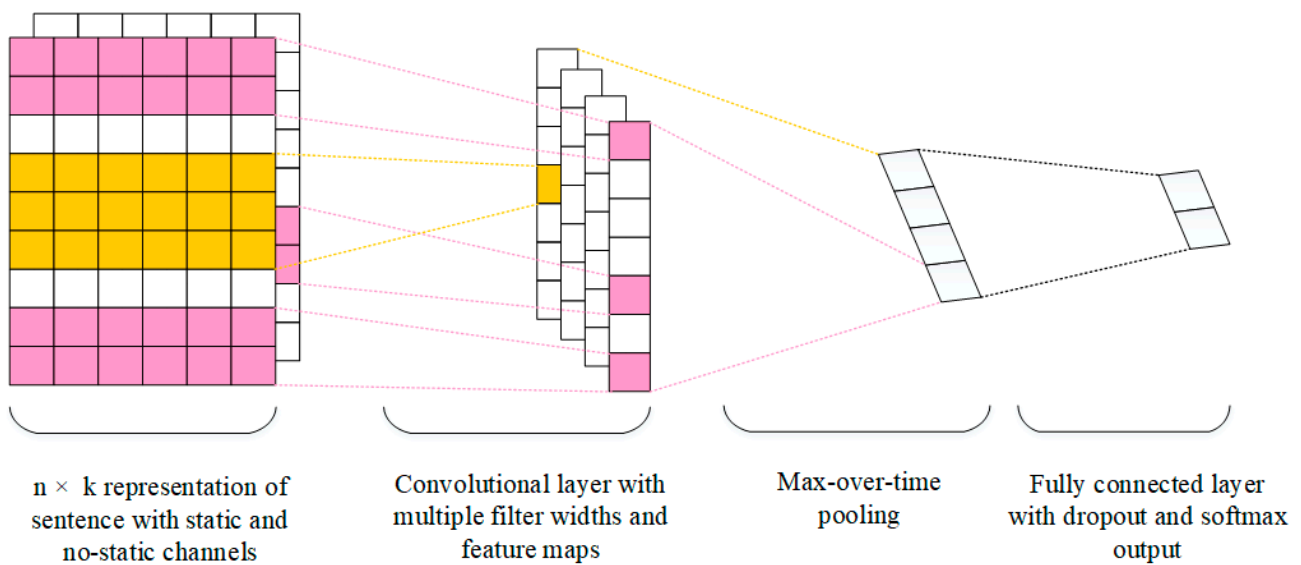 n × k representation of
sentence with static and
no-static channels
Convolutional layer with
multiple filter widths and
feature maps
Max-over-time
pooling
Fully connected layer
with dropout and softmax
output